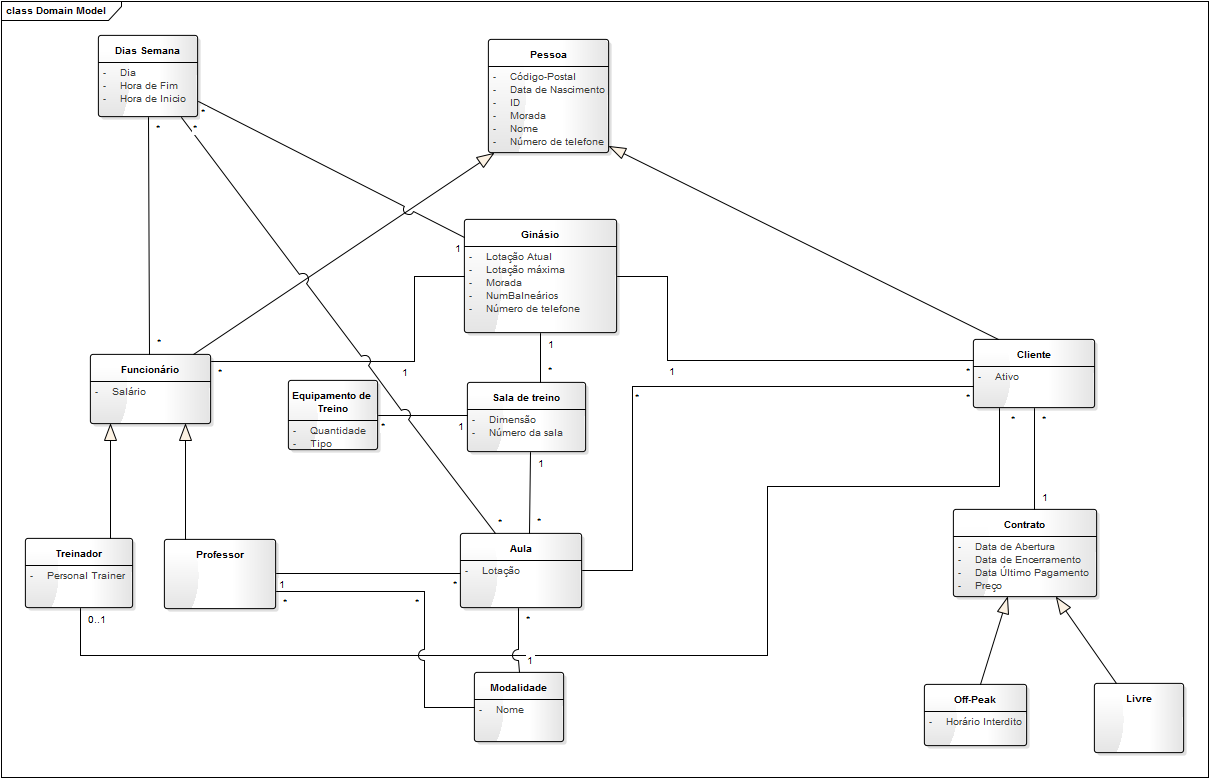 class Domain Model
Dias Semana
- Dia
- Hora de Fim
- Hora de Inicio
*
*
*
Pessoa
- Código-Postal
- Data de Nascimento
- ID
- Morada
- Nome
- Número de telefone
Ginásio
- Lotação Atual
- Lotação máxima
- Morada
- NumBalneários
- Número de telefone
1
1
1
1
*
Funcionário
- Salário
*
*
Equipamento de
Treino
- Quantidade
- Tipo
*
Sala de treino
- Dimensão
- Número da sala
*
1
1
Cliente
- Ativo
*
*
*
*
*
Treinador
- Personal Trainer
0..1
Professor
1
*
Aula
- Lotação
*
*
*
*
Modalidade
- Nome
1
*
Contrato
- Data de Abertura
- Data de Encerramento
- Data Último Pagamento
- Preço
1
Off-Peak
- Horário Interdito
Livre